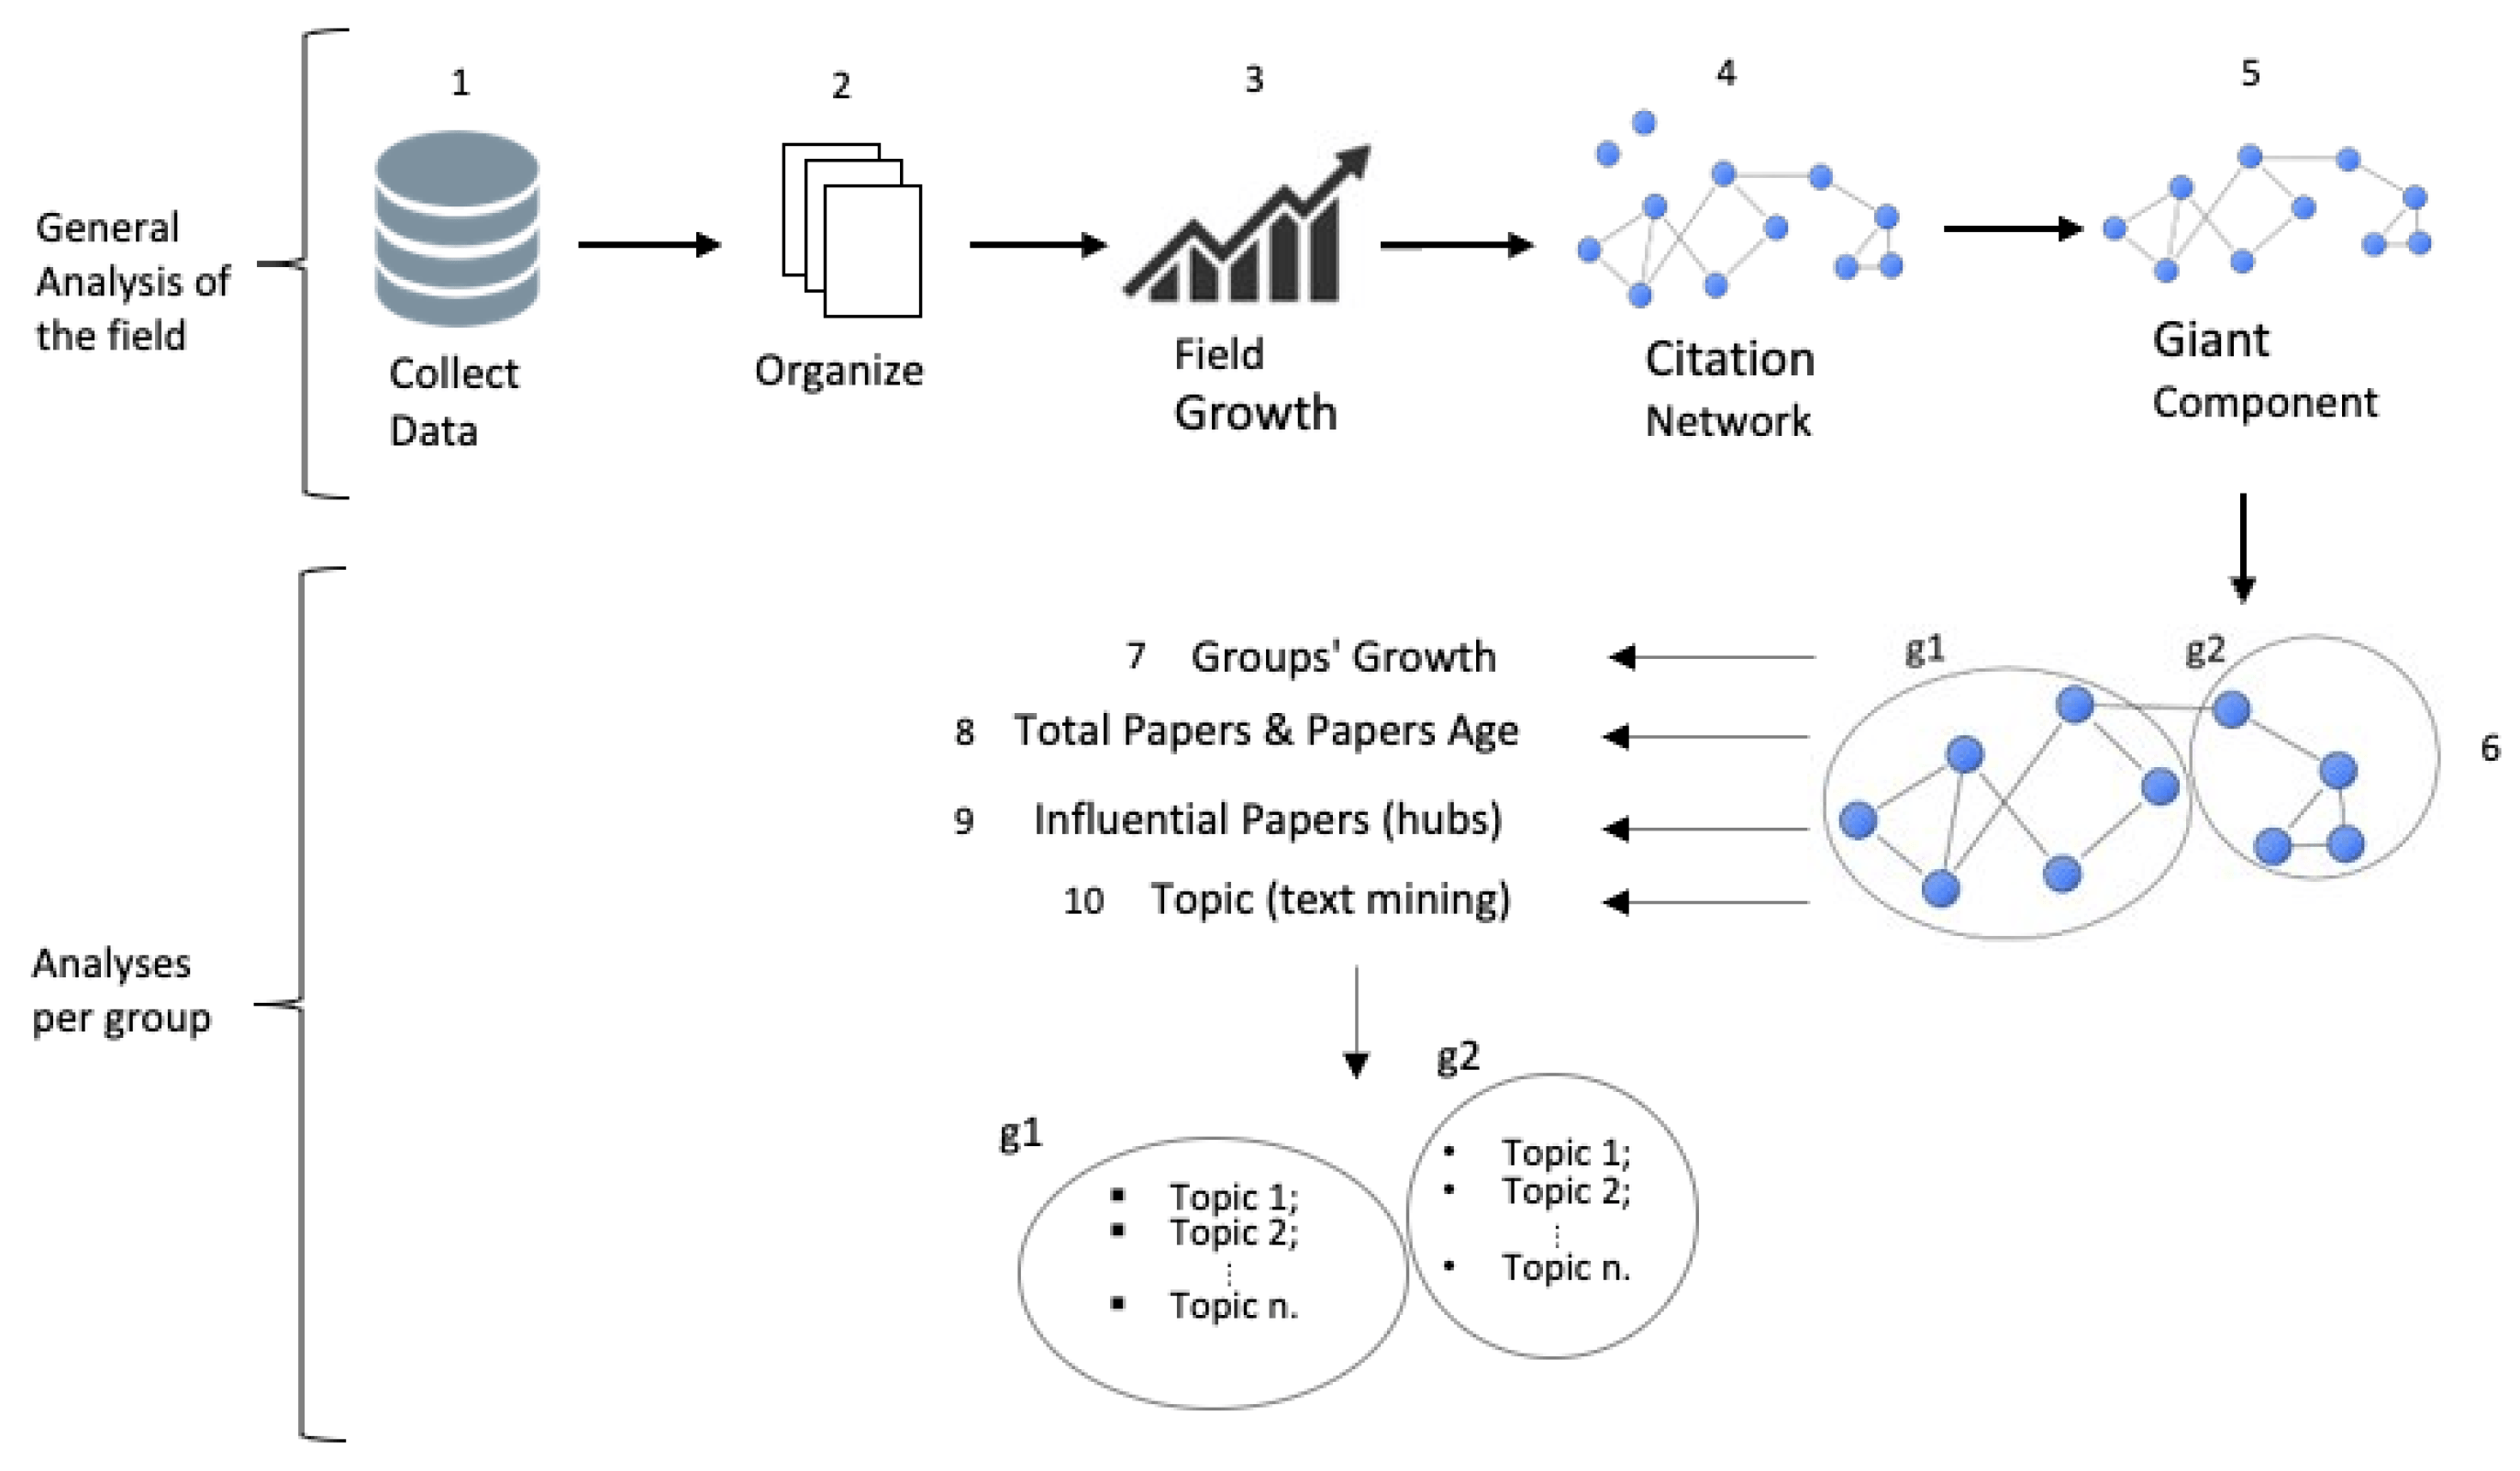 1
2
3
4
5
General
Analysis of
the field
Collect
Data
Organize
Field
Growth
Citation
Network
Giant
Component
g1
g2
6
7 Groups' Growth
8 Total Papers & Papers Age
9 Influential Papers (hubs)
10 Topic (text mining)
Analyses
per group
g1
▪ Topic 1;
▪ Topic 2;
⋮
▪ Topic n.
g2
• Topic 1;
• Topic 2;
⋮
• Topic n.